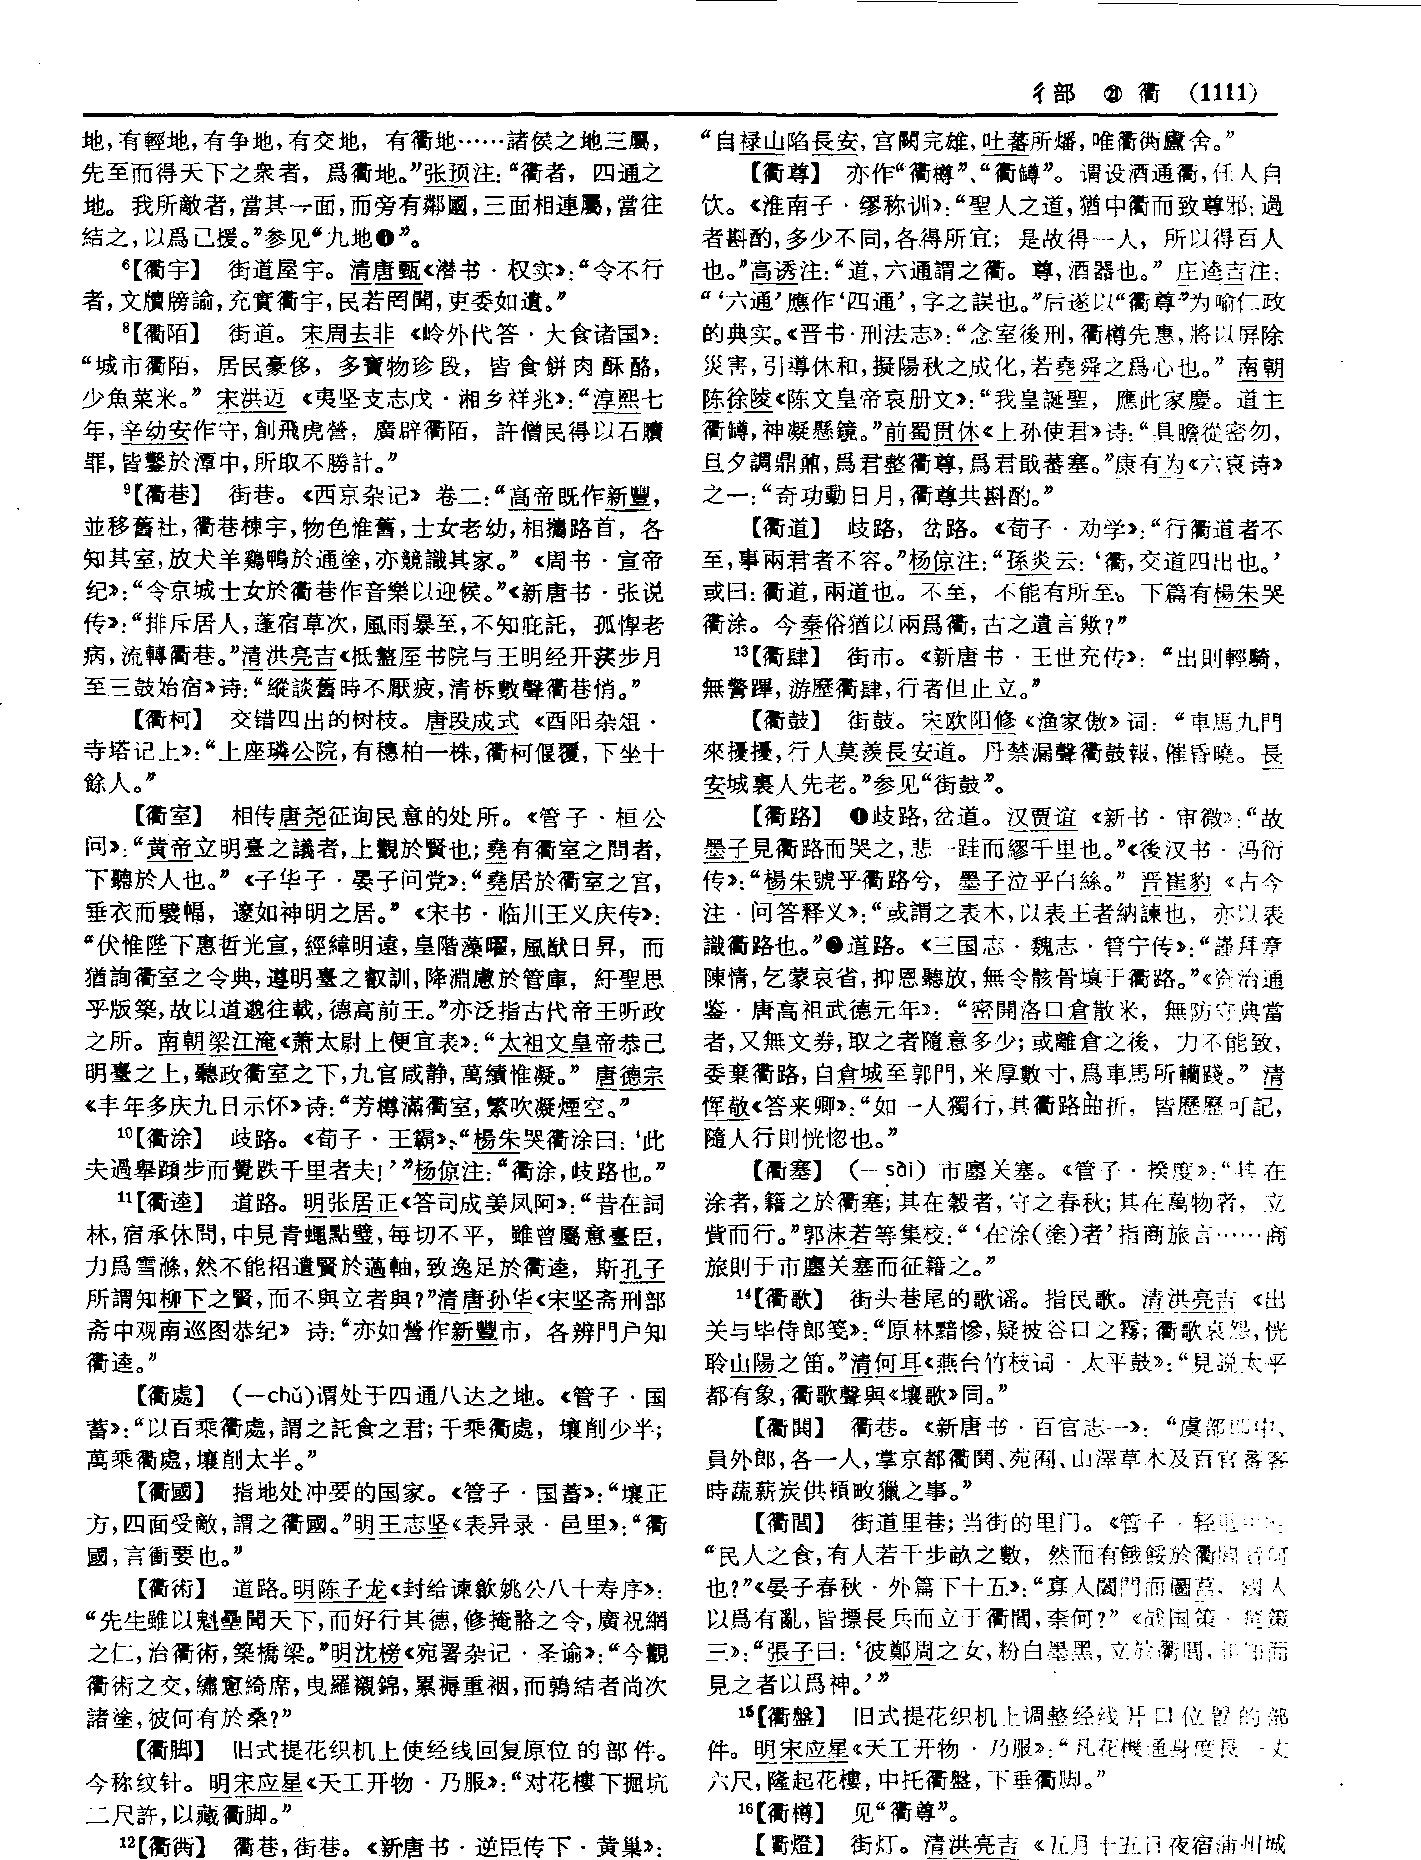 彳部 ㉑ 衢 (1111)
地,有輕地,有争地,有交地,有衢地……諸侯之地三屬,
先至而得天下之衆者,爲衢地。”张预注:“衢者,四通之
地。我所敵者,當其一面,而旁有鄰國,三面相連屬,當往
結之,以爲己援。”参见“九地❶”。
⁶【衢宇】 街道屋宇。清唐甄《潜书·权实》:“令不行
者,文牘牓諭,充實衢宇,民若罔聞,吏委如遺。”
⁸【衢陌】 街道。宋周去非《岭外代答·大食诸国》:
“城市衢陌,居民豪侈,多寶物珍段,皆食餅肉酥酪,
少魚菜米。”宋洪迈《夷坚支志戊·湘乡祥兆》:“淳熙七
年,辛幼安作守,創飛虎營,廣辟衢陌,許僧民得以石贖
罪,皆鑿於潭中,所取不勝計。”
⁹【衢巷】 街巷。《西京杂记》卷二:“高帝既作新豐,
並移舊社,衢巷棟宇,物色惟舊,士女老幼,相攜路首,各
知其室,放犬羊鷄鴨於通塗,亦競識其家。”《周书·宣帝
纪》:“令京城士女於衢巷作音樂以迎候。”《新唐书·张说
传》:“排斥居人,蓬宿草次,風雨暴至,不知庇託,孤惸老
病,流轉衢巷。”清洪亮吉《抵盩厔书院与王明经开谟步月
至三鼓始宿》诗:“縱談舊時不厭疲,清柝數聲衢巷悄。”
【衢柯】 交错四出的树枝。唐段成式《酉阳杂俎·
寺塔记上》:“上座璘公院,有穗柏一株,衢柯偃覆,下坐十
餘人。”
【衢室】 相传唐尧征询民意的处所。《管子·桓公
问》:“黄帝立明臺之議者,上觀於賢也;堯有衢室之問者,
下聽於人也。”《子华子·晏子问党》:“堯居於衢室之宫,
垂衣而襞幅,邃如神明之居。”《宋书·临川王义庆传》:
“伏惟陛下惠哲光宣,經緯明遠,皇階藻曜,風猷日昇,而
猶詢衢室之令典,遵明臺之叡訓,降淵慮於管庫,紆聖思
乎版築,故以道邈往載,德高前王。”亦泛指古代帝王听政
之所。南朝梁江淹《萧太尉上便宜表》:“太祖文皇帝恭己
明臺之上,聽政衢室之下,九官咸静,萬績惟凝。”唐德宗
《丰年多庆九日示怀》诗:“芳樽滿衢室,繁吹凝煙空。”
¹⁰【衢涂】 歧路。《荀子·王霸》:“楊朱哭衢涂曰:‘此
夫過舉蹞步而覺跌千里者夫!’”杨倞注:“衢涂,歧路也。”
¹¹【衢逵】 道路。明张居正《答司成姜凤阿》:“昔在詞
林,宿承休問,中見青蠅點璧,每切不平,雖曾屬意臺臣,
力爲雪滌,然不能招遺賢於薖軸,致逸足於衢逵,斯孔子
所謂知柳下之賢,而不與立者與?”清唐孙华《宋坚斋刑部
斋中观南巡图恭纪》诗:“亦如營作新豐市,各辨門户知
衢逵。”
【衢處】 (—chǔ)谓处于四通八达之地。《管子·国
蓄》:“以百乘衢處,謂之託食之君;千乘衢處,壤削少半;
萬乘衢處,壤削太半。”
【衢國】 指地处冲要的国家。《管子·国蓄》:“壤正
方,四面受敵,謂之衢國。”明王志坚《表异录·邑里》:“衢
國,言衝要也。”
【衢術】 道路。明陈子龙《封给谏歙姚公八十寿序》:
“先生雖以魁壘聞天下,而好行其德,修掩骼之令,廣祝網
之仁,治衢術,築橋梁。”明沈榜《宛署杂记·圣谕》:“今觀
衢術之交,繡窻綺席,曳羅襯錦,累褥重裀,而鶉結者尚次
諸塗,彼何有於桑?”
【衢脚】 旧式提花织机上使经线回复原位的部件。
今称纹针。明宋应星《天工开物·乃服》:“对花樓下掘坑
二尺許,以藏衢脚。”
¹²【衢衖】 衢巷,街巷。《新唐书·逆臣传下·黄巢》:
“自禄山陷長安,宫闕完雄,吐蕃所燔,唯衢衖廬舍。”
【衢尊】 亦作“衢樽”、“衢罇”。谓设酒通衢,任人自
饮。《淮南子·缪称训》:“聖人之道,猶中衢而致尊邪:過
者斟酌,多少不同,各得所宜;是故得一人,所以得百人
也。”高诱注:“道,六通謂之衢。尊,酒器也。”庄逵吉注:
“‘六通’應作‘四通’,字之誤也。”后遂以“衢尊”为喻仁政
的典实。《晋书·刑法志》:“念室後刑,衢樽先惠,將以屏除
災害,引導休和,擬陽秋之成化,若堯舜之爲心也。”南朝
陈徐陵《陈文皇帝哀册文》:“我皇誕聖,應此家慶。道主
衢罇,神凝懸鏡。”前蜀贯休《上孙使君》诗:“具瞻從密勿,
旦夕調鼎鼐,爲君整衢尊,爲君戢蕃塞。”康有为《六哀诗》
之一:“奇功動日月,衢尊共斟酌。”
【衢道】 歧路,岔路。《荀子·劝学》:“行衢道者不
至,事兩君者不容。”杨倞注:“孫炎云:‘衢,交道四出也。’
或曰:衢道,兩道也。不至,不能有所至。下篇有楊朱哭
衢涂。今秦俗猶以兩爲衢,古之遺言歟?”
¹³【衢肆】 街市。《新唐书·王世充传》:“出則輕騎,
無警蹕,游歷衢肆,行者但止立。”
【衢鼓】 街鼓。宋欧阳修《渔家傲》词:“車馬九門
來擾擾,行人莫羨長安道。丹禁漏聲衢鼓報,催昏曉。長
安城裏人先老。”参见“街鼓”。
【衢路】 ❶歧路,岔道。汉贾谊《新书·审微》:“故
墨子見衢路而哭之,悲一跬而繆千里也。”《後汉书·冯衍
传》:“楊朱號乎衢路兮,墨子泣乎白絲。”晋崔豹《古今
注·问答释义》:“或謂之表木,以表王者納諫也,亦以表
識衢路也。”❷道路。《三国志·魏志·管宁传》:“謹拜章
陳情,乞蒙哀省,抑恩聽放,無令骸骨填于衢路。”《资治通
鉴·唐高祖武德元年》:“密開洛口倉散米,無防守典當
者,又無文券,取之者隨意多少;或離倉之後,力不能致,
委棄衢路,自倉城至郭門,米厚數寸,爲車馬所轥踐。”清
恽敬《答来卿》:“如一人獨行,其衢路曲折,皆歷歷可記,
隨人行則恍惚也。”
【衢塞】 (—sài)市廛关塞。《管子·揆度》:“其在
涂者,籍之於衢塞;其在穀者,守之春秋;其在萬物者,立
貲而行。”郭沫若等集校:“‘在涂(塗)者’指商旅言……商
旅則于市廛关塞而征籍之。”
¹⁴【衢歌】 街头巷尾的歌谣。指民歌。清洪亮吉《出
关与毕侍郎笺》:“原林黯慘,疑披谷口之霧;衢歌哀怨,恍
聆山陽之笛。”清何耳《燕台竹枝词·太平鼓》:“見説太平
都有象,衢歌聲與《壤歌》同。”
【衢閧】 衢巷。《新唐书·百官志一》:“虞部郎中、
員外郎,各一人,掌京都衢閧、苑囿、山澤草木及百官蕃客
時蔬薪炭供頓畋獵之事。”
【衢閭】 街道里巷;当街的里门。《管子·轻重
“民人之食,有人若干步畝之數,然而有餓餒於衢閭者何
也?”《晏子春秋·外篇下十五》:“寡人闔門而圖莒,國人
以爲有亂,皆摽長兵而立于衢閭,柰何?”《战国策·楚策
三》:“張子曰:‘彼鄭周之女,粉白墨黑,立於衢閭,非知而
見之者以爲神。’”
¹⁵【衢盤】 旧式提花织机上调整经线开口位置的部
件。明宋应星《天工开物·乃服》:“凡花機通身度長一丈
六尺,隆起花樓,中托衢盤,下垂衢脚。”
¹⁶【衢樽】 见“衢尊”。
【衢燈】 街灯。清洪亮吉《五月十五日夜宿蒲州城